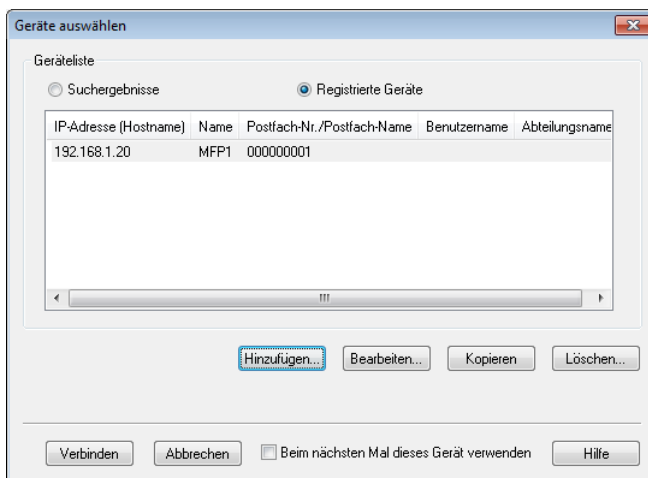 Geräte auswählen
Geräteliste
Suchergebnisse Registrierte Geräte
IP-Adresse (Hostname) Name Postfach-Nr./Postfach-Name Benutzername Abteilungsname
192.168.1.20 MFP1 000000001
Hinzufügen... Bearbeiten... Kopieren Löschen...
Verbinden Abbrechen Beim nächsten Mal dieses Gerät verwenden Hilfe